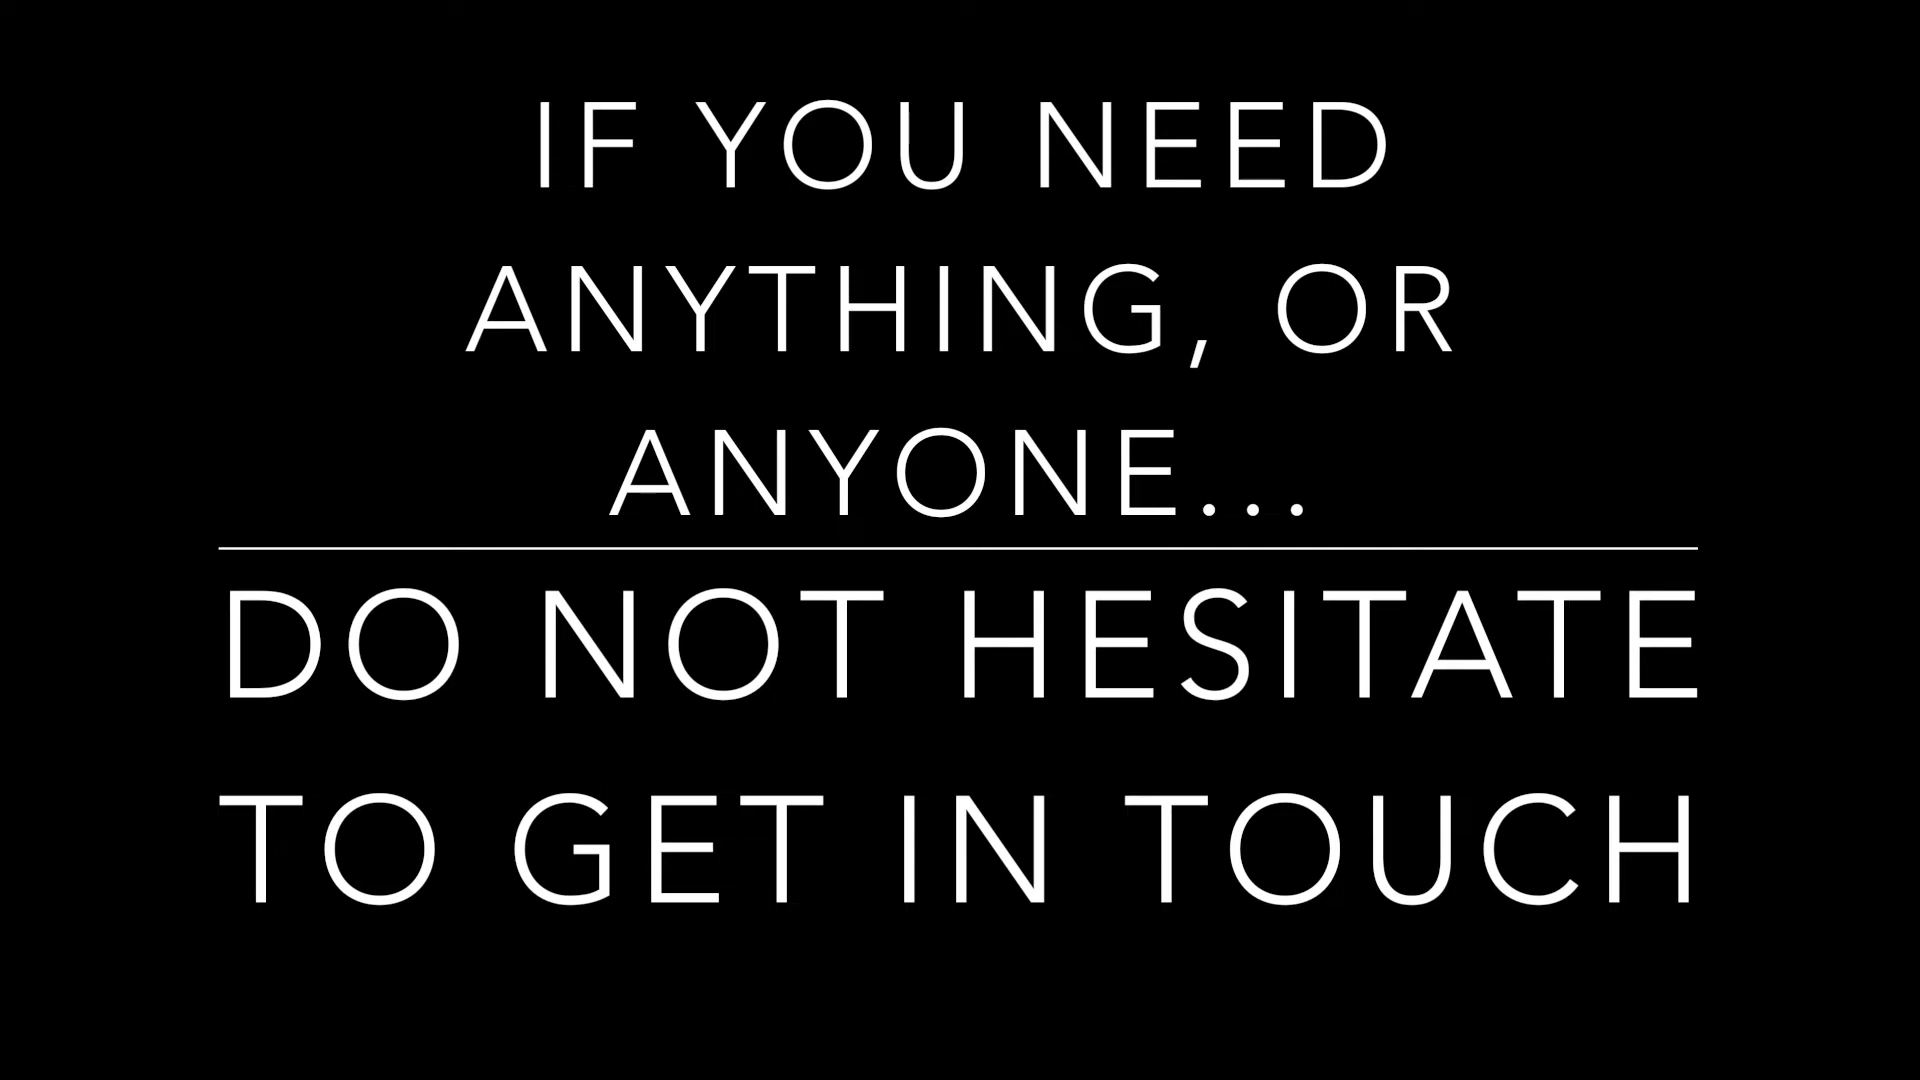 IF YOU NEED
ANYTHING, OR
ANYONE...
DO NOT HESITATE
TO GET IN TOUCH